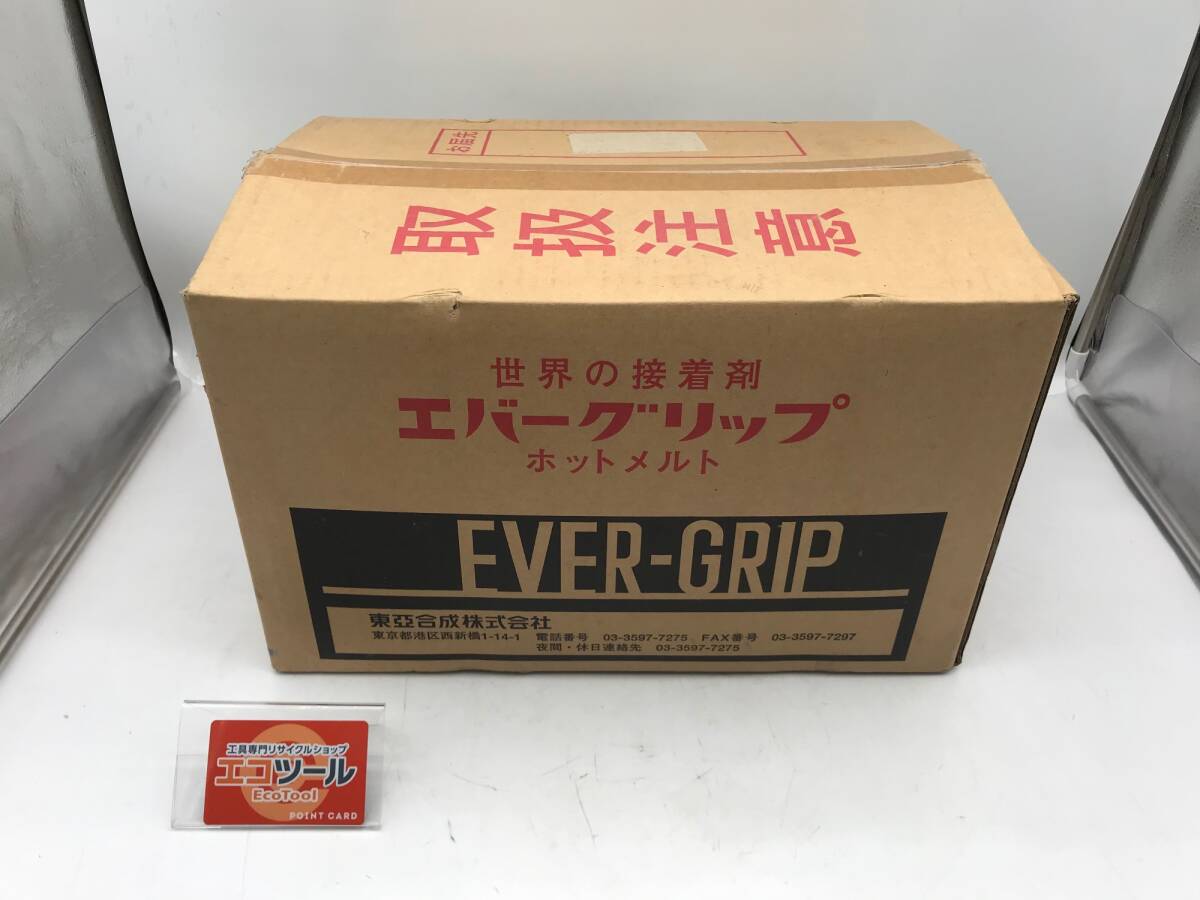 お届先
取扱注意
世界の接着剤
エバーグリップ
ホットメルト
EVER-GRIP
東亞合成株式会社
東京都港区西新橋1-14-1 電話番号 03-3597-7275 FAX番号 03-3597-7297
夜間・休日連絡先 03-3597-7275
工具専門リサイクルショップ
エコツール
EcoTool
POINT CARD